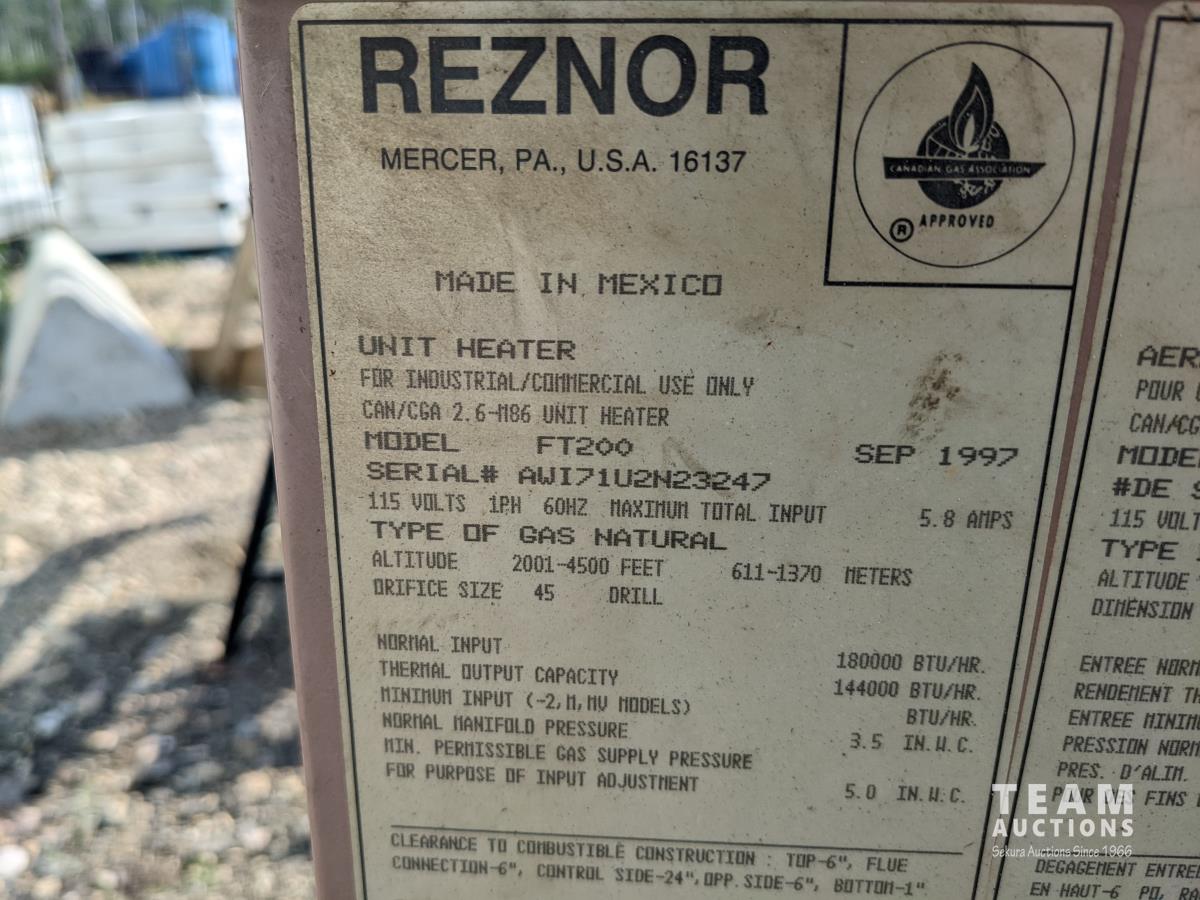 REZNOR
MERCER, PA., U.S.A. 16137
CANADIAN GAS ASSOCIATION
® APPROVED
MADE IN MEXICO
UNIT HEATER
FOR INDUSTRIAL/COMMERCIAL USE ONLY
CAN/CGA 2.6-M86 UNIT HEATER
MODEL FT200 SEP 1997
SERIAL# AWI71U2N23247
115 VOLTS 1PH 60HZ MAXIMUM TOTAL INPUT 5.8 AMPS
TYPE OF GAS NATURAL
ALTITUDE 2001-4500 FEET 611-1370 METERS
ORIFICE SIZE 45 DRILL
NORMAL INPUT 180000 BTU/HR.
THERMAL OUTPUT CAPACITY 144000 BTU/HR.
MINIMUM INPUT (-2,M,MV MODELS) BTU/HR.
NORMAL MANIFOLD PRESSURE 3.5 IN.W.C.
MIN. PERMISSIBLE GAS SUPPLY PRESSURE
FOR PURPOSE OF INPUT ADJUSTMENT 5.0 IN.W.C.
CLEARANCE TO COMBUSTIBLE CONSTRUCTION : TOP-6", FLUE
CONNECTION-6", CONTROL SIDE-24",OPP.SIDE-6", BOTTOM-1"
AER
POUR
CAN/CG
MODE
#DE
115 VOLT
TYPE
ALTITUDE
DIMENSION
ENTREE NORM
RENDEMENT TH
ENTREE MINIM
PRESSION NORM
PRES. D'ALIM.
POUR DES FINS
DEGAGEMENT ENTRE
EN HAUT-6 PO, RA
TEAM
AUCTIONS
Sekura Auctions Since 1966